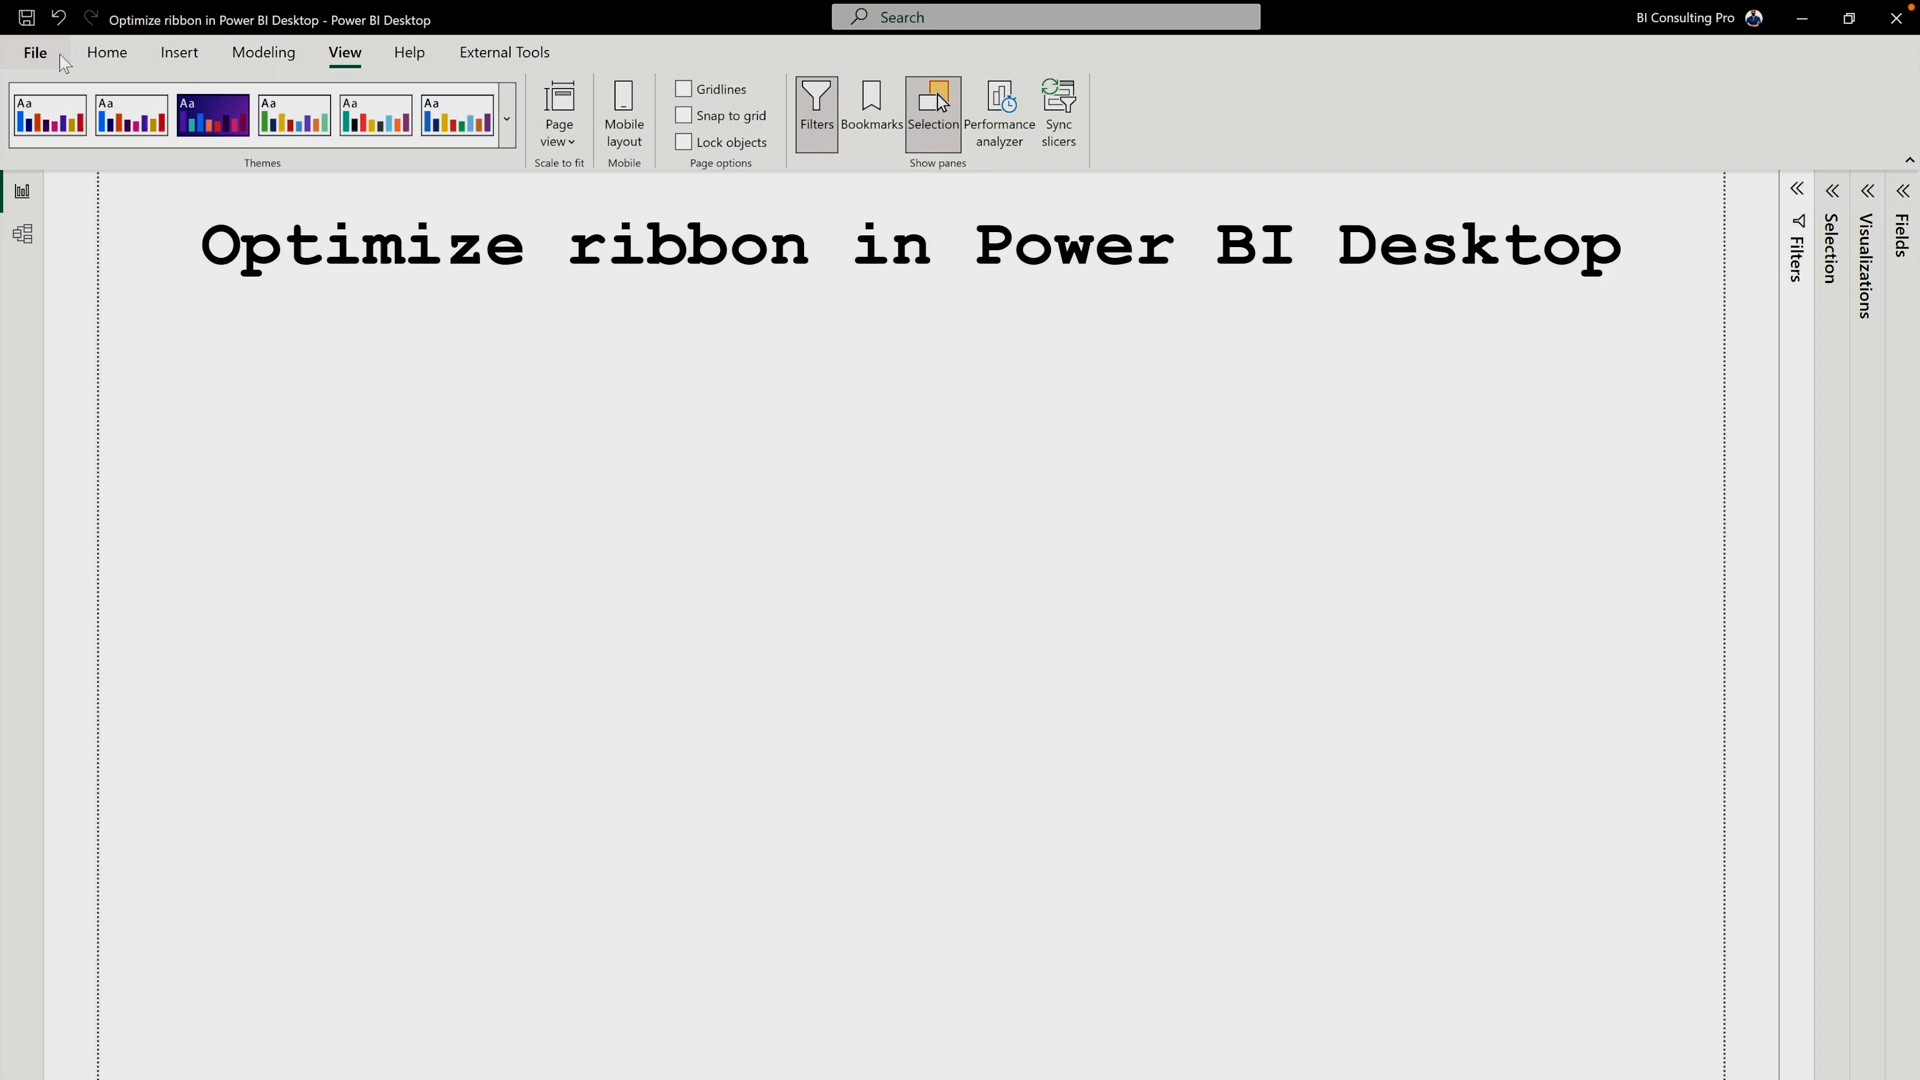 Optimize ribbon in Power BI Desktop - Power BI Desktop
Search
BI Consulting Pro
File Home Insert Modeling View Help External Tools
Aa Aa Aa Aa Aa Aa
Themes
Page view
Scale to fit
Mobile layout
Mobile
Gridlines
Snap to grid
Lock objects
Page options
Filters
Bookmarks
Selection
Performance analyzer
Sync slicers
Show panes
Optimize ribbon in Power BI Desktop
Filters
Selection
Visualizations
Fields